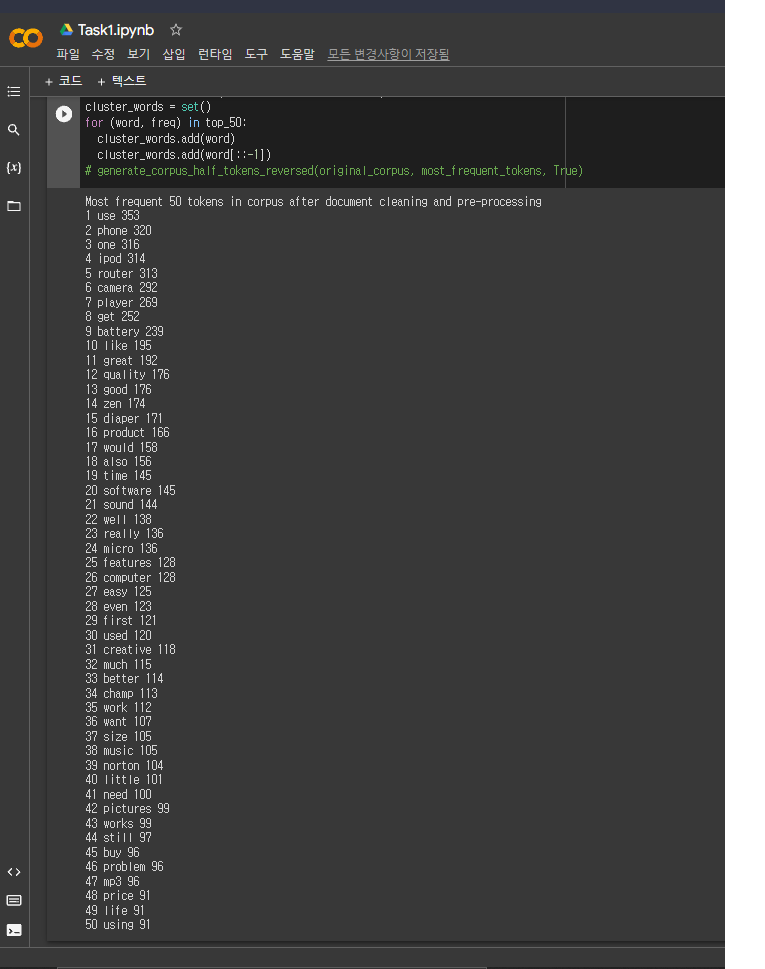 Task1.ipynb
파일 수정 보기 삽입 런타임 도구 도움말 모든 변경사항이 저장됨
+ 코드 + 텍스트
cluster_words = set()
for (word, freq) in top_50:
  cluster_words.add(word)
  cluster_words.add(word[::-1])
# generate_corpus_half_tokens_reversed(original_corpus, most_frequent_tokens, True)
Most frequent 50 tokens in corpus after document cleaning and pre-processing
1 use 353
2 phone 320
3 one 316
4 ipod 314
5 router 313
6 camera 292
7 player 269
8 get 252
9 battery 239
10 like 195
11 great 192
12 quality 176
13 good 176
14 zen 174
15 diaper 171
16 product 166
17 would 158
18 also 156
19 time 145
20 software 145
21 sound 144
22 well 138
23 really 136
24 micro 136
25 features 128
26 computer 128
27 easy 125
28 even 123
29 first 121
30 used 120
31 creative 118
32 much 115
33 better 114
34 champ 113
35 work 112
36 want 107
37 size 105
38 music 105
39 norton 104
40 little 101
41 need 100
42 pictures 99
43 works 99
44 still 97
45 buy 96
46 problem 96
47 mp3 96
48 price 91
49 life 91
50 using 91